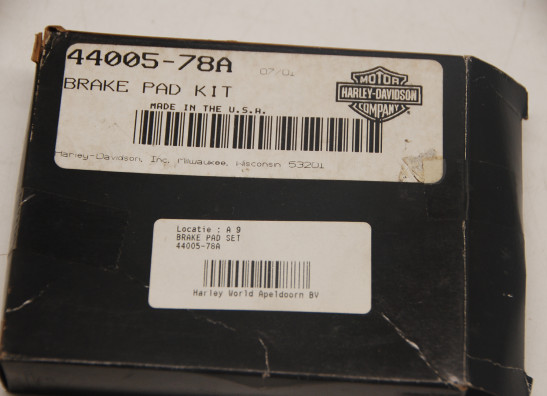 44005-78A
07/0.
BRAKE PAD KIT
MADE IN THE U.S.A.
MOTOR
HARLEY-DAVIDSON
COMPANY
®
Harley-Davidson, Inc. Milwaukee, Wisconsin 53201
Locatie : A 9
BRAKE PAD SET
44005-78A
Harley World Apeldoorn BV